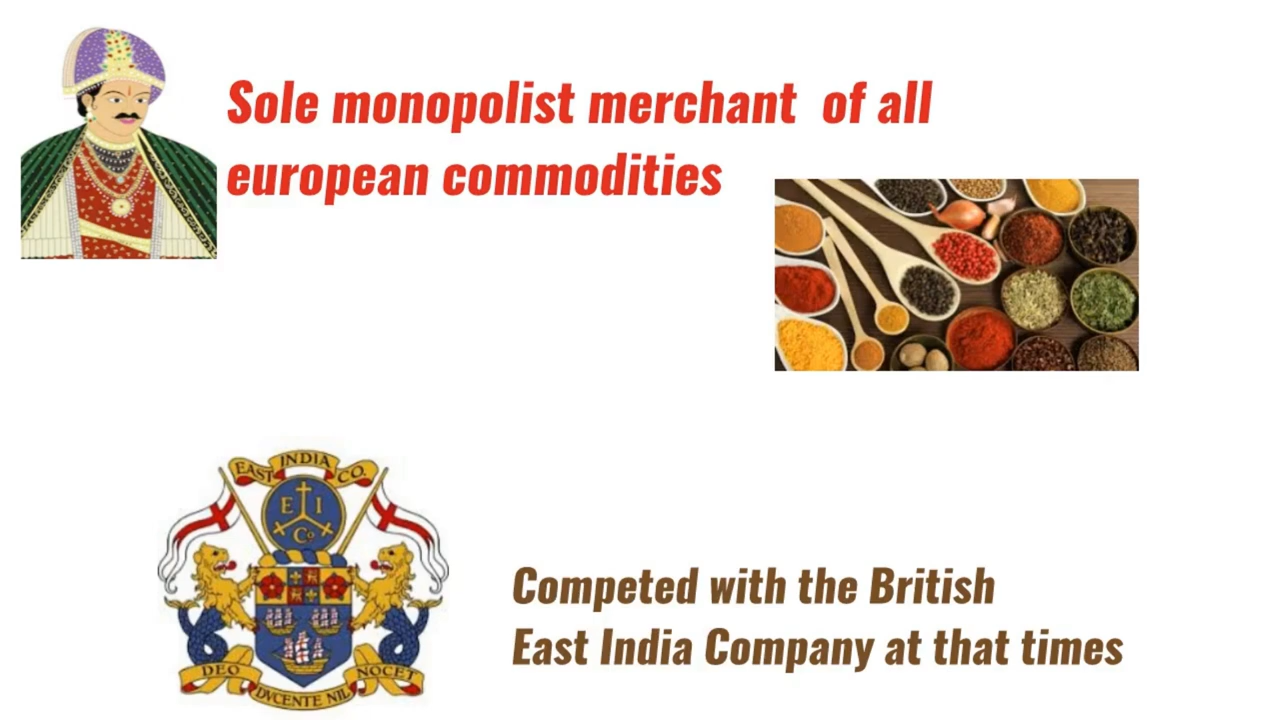 Sole monopolist merchant of all
european commodities
EAST INDIA CO.
E I
Co
Competed with the British
East India Company at that times
DEO DVCENTE NIL NOCET